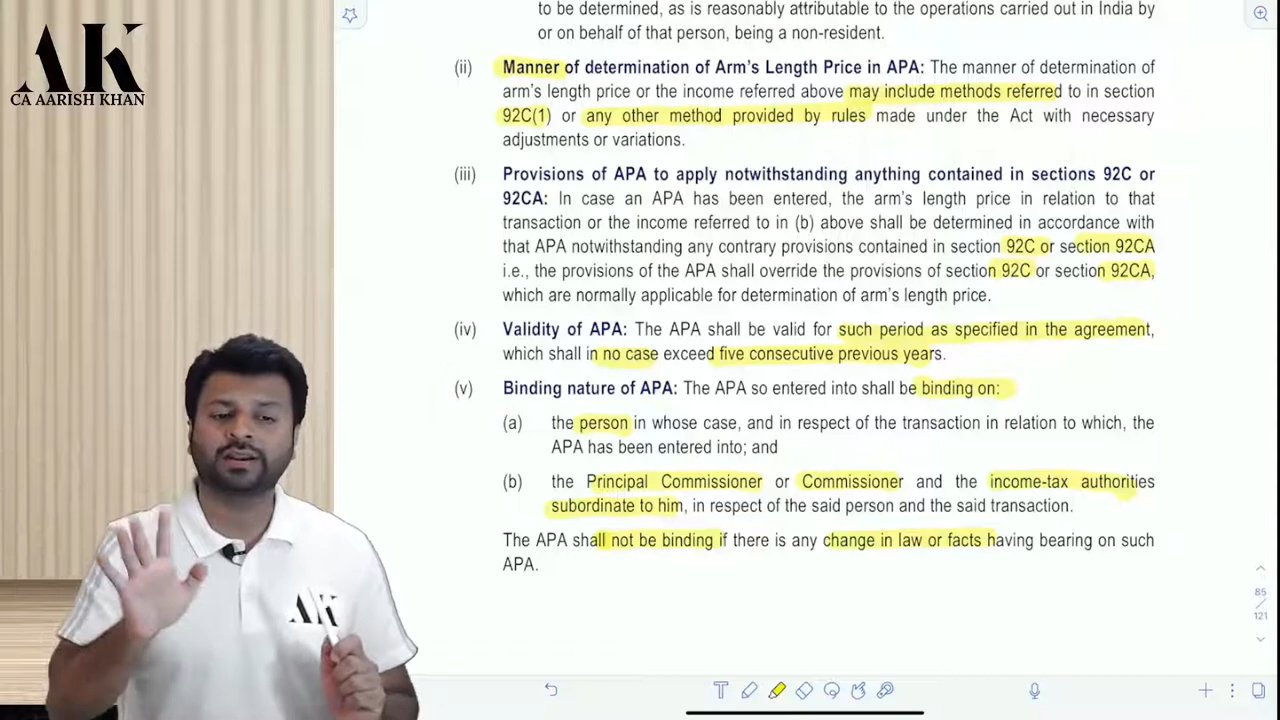 AK
CA AARISH KHAN
to be determined, as is reasonably attributable to the operations carried out in India by
or on behalf of that person, being a non-resident.
(ii) Manner of determination of Arm's Length Price in APA: The manner of determination of
arm's length price or the income referred above may include methods referred to in section
92C(1) or any other method provided by rules made under the Act with necessary
adjustments or variations.
(iii) Provisions of APA to apply notwithstanding anything contained in sections 92C or
92CA: In case an APA has been entered, the arm's length price in relation to that
transaction or the income referred to in (b) above shall be determined in accordance with
that APA notwithstanding any contrary provisions contained in section 92C or section 92CA
i.e., the provisions of the APA shall override the provisions of section 92C or section 92CA,
which are normally applicable for determination of arm's length price.
(iv) Validity of APA: The APA shall be valid for such period as specified in the agreement,
which shall in no case exceed five consecutive previous years.
(v) Binding nature of APA: The APA so entered into shall be binding on:
(a) the person in whose case, and in respect of the transaction in relation to which, the
APA has been entered into; and
(b) the Principal Commissioner or Commissioner and the income-tax authorities
subordinate to him, in respect of the said person and the said transaction.
The APA shall not be binding if there is any change in law or facts having bearing on such
APA.
AK
85
/
121
T